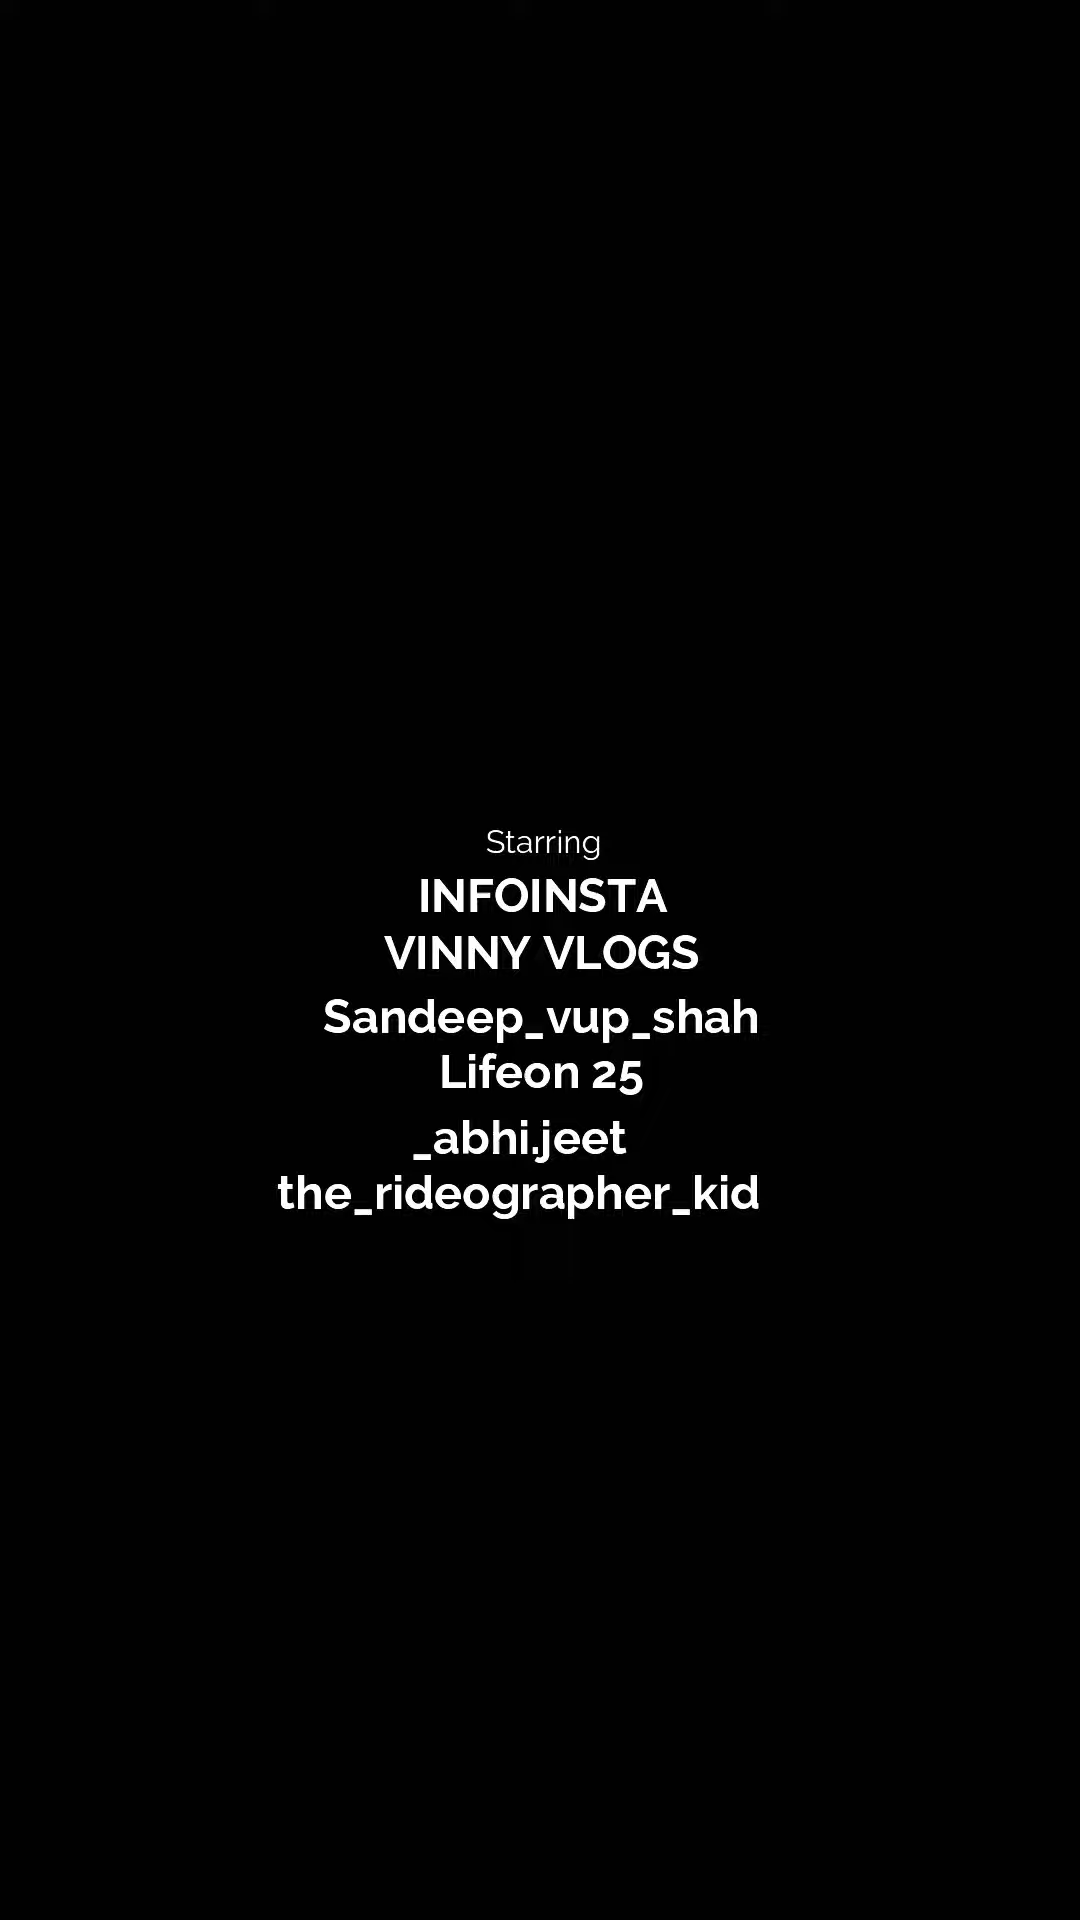 Starring
INFOINSTA
VINNY VLOGS
Sandeep_vup_shah
Lifeon 25
_abhi.jeet
the_rideographer_kid